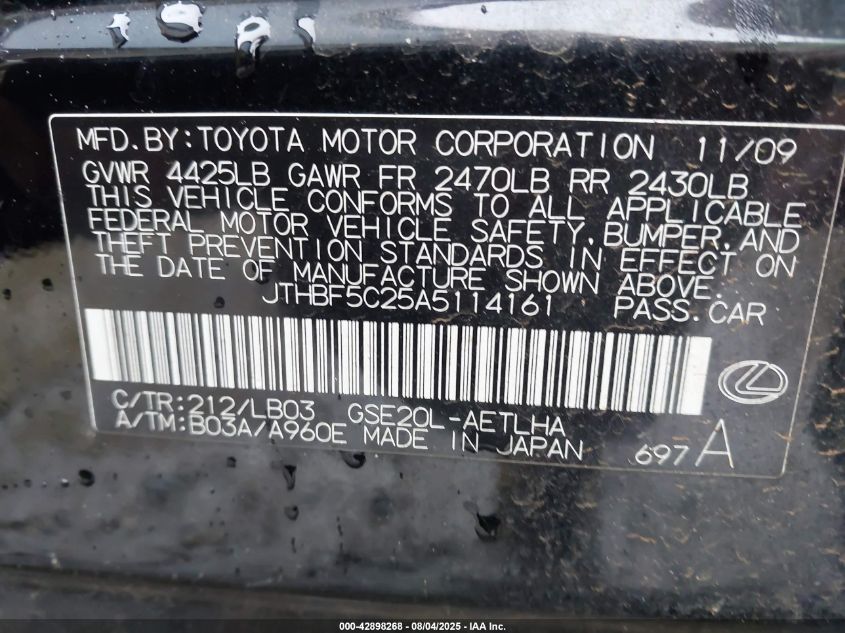 MFD.BY:TOYOTA MOTOR CORPORATION 11/09
GVWR 4425LB GAWR FR 2470LB RR 2430LB
THIS VEHICLE CONFORMS TO ALL APPLICABLE
FEDERAL MOTOR VEHICLE SAFETY,BUMPER,AND
THEFT PREVENTION STANDARDS IN EFFECT ON
THE DATE OF MANUFACTURE SHOWN ABOVE.
JTHBF5C25A5114161 PASS.CAR
C/TR:212/LB03 GSE20L-AETLHA
A/TM:B03A/A960E MADE IN JAPAN 697A
000-42898268 - 08/04/2025 - IAA Inc.